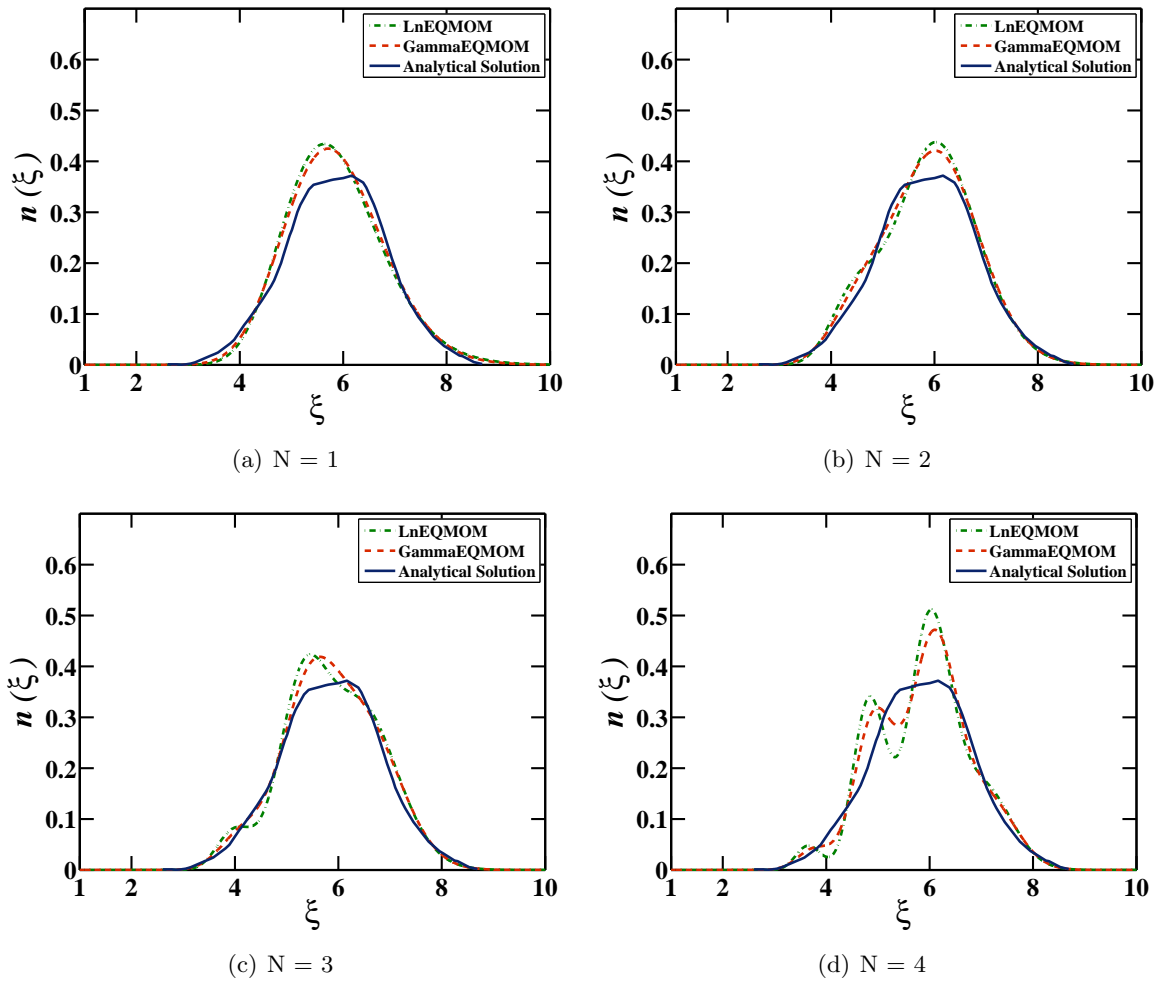 LnEQMOM
GammaEQMOM
Analytical Solution
n (ξ)
0.6
0.5
0.4
0.3
0.2
0.1
0
1 2 4 6 8 10
ξ
(a) N = 1
LnEQMOM
GammaEQMOM
Analytical Solution
n (ξ)
0.6
0.5
0.4
0.3
0.2
0.1
0
1 2 4 6 8 10
ξ
(b) N = 2
LnEQMOM
GammaEQMOM
Analytical Solution
n (ξ)
0.6
0.5
0.4
0.3
0.2
0.1
0
1 2 4 6 8 10
ξ
(c) N = 3
LnEQMOM
GammaEQMOM
Analytical Solution
n (ξ)
0.6
0.5
0.4
0.3
0.2
0.1
0
1 2 4 6 8 10
ξ
(d) N = 4